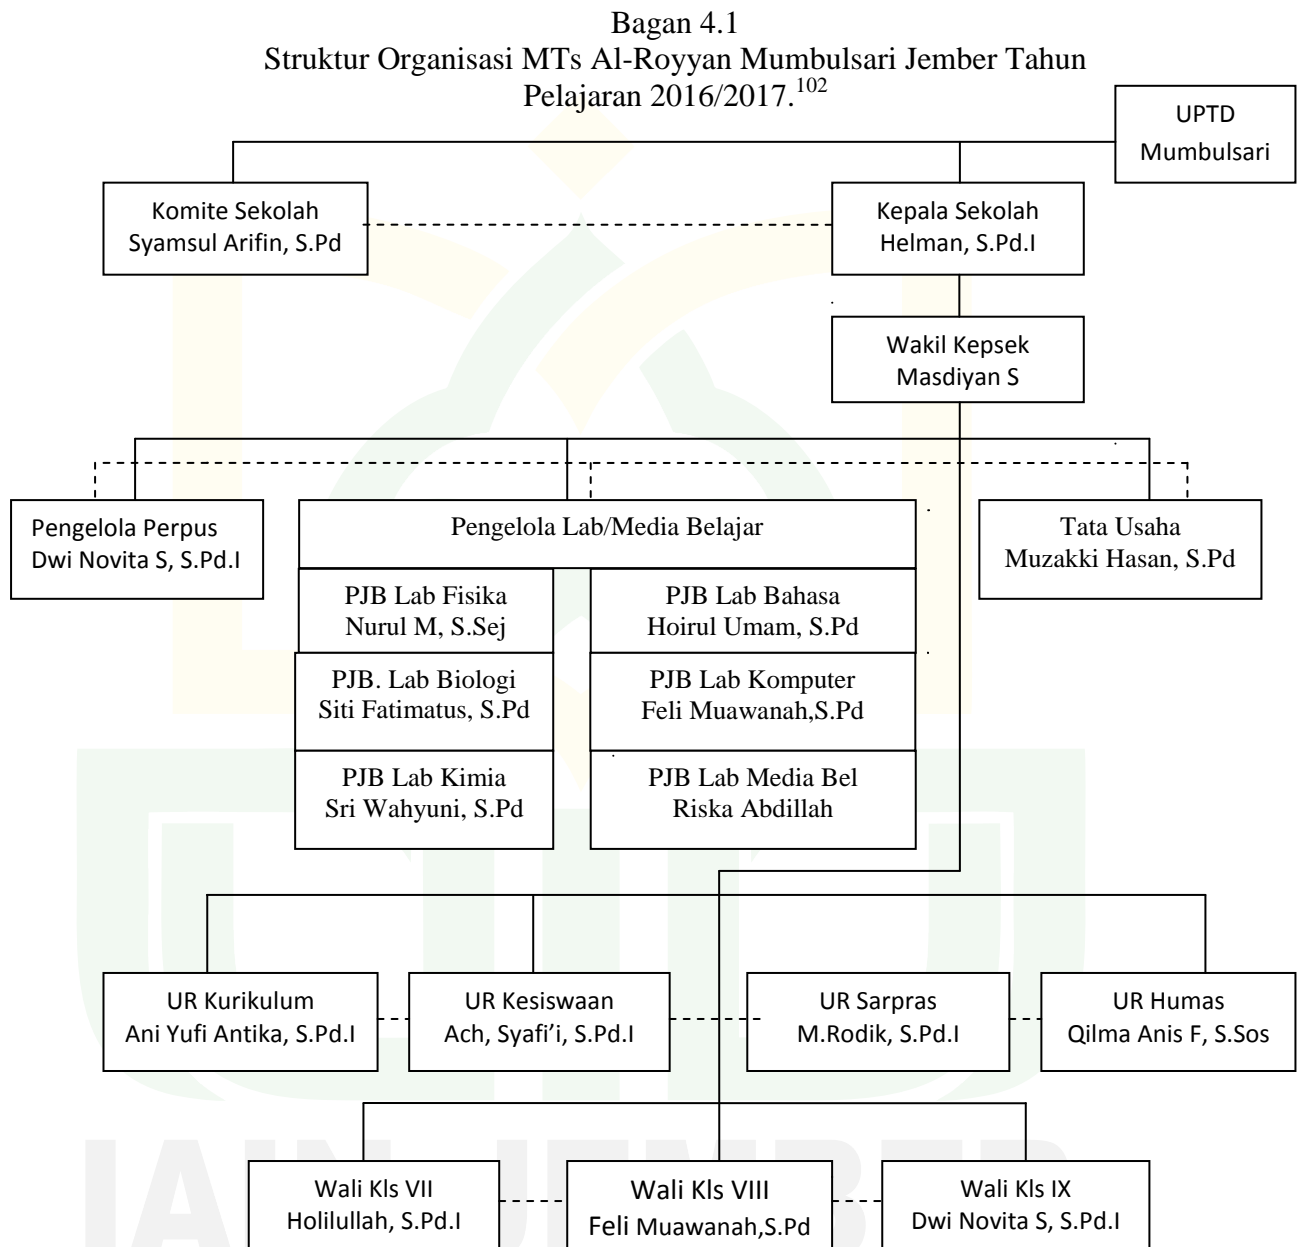 Bagan 4.1
Struktur Organisasi MTs Al-Royyan Mumbulsari Jember Tahun
Pelajaran 2016/2017.102
UPTD
Mumbulsari
Komite Sekolah
Syamsul Arifin, S.Pd
Kepala Sekolah
Helman, S.Pd.I
Wakil Kepsek
Masdiyan S
Pengelola Perpus
Dwi Novita S, S.Pd.I
Pengelola Lab/Media Belajar
Tata Usaha
Muzakki Hasan, S.Pd
PJB Lab Fisika
Nurul M, S.Sej
PJB Lab Bahasa
Hoirul Umam, S.Pd
PJB. Lab Biologi
Siti Fatimatus, S.Pd
PJB Lab Komputer
Feli Muawanah,S.Pd
PJB Lab Kimia
Sri Wahyuni, S.Pd
PJB Lab Media Bel
Riska Abdillah
UR Kurikulum
Ani Yufi Antika, S.Pd.I
UR Kesiswaan
Ach, Syafi’i, S.Pd.I
UR Sarpras
M.Rodik, S.Pd.I
UR Humas
Qilma Anis F, S.Sos
Wali Kls VII
Holilullah, S.Pd.I
Wali Kls VIII
Feli Muawanah,S.Pd
Wali Kls IX
Dwi Novita S, S.Pd.I
IAIN JEMBER